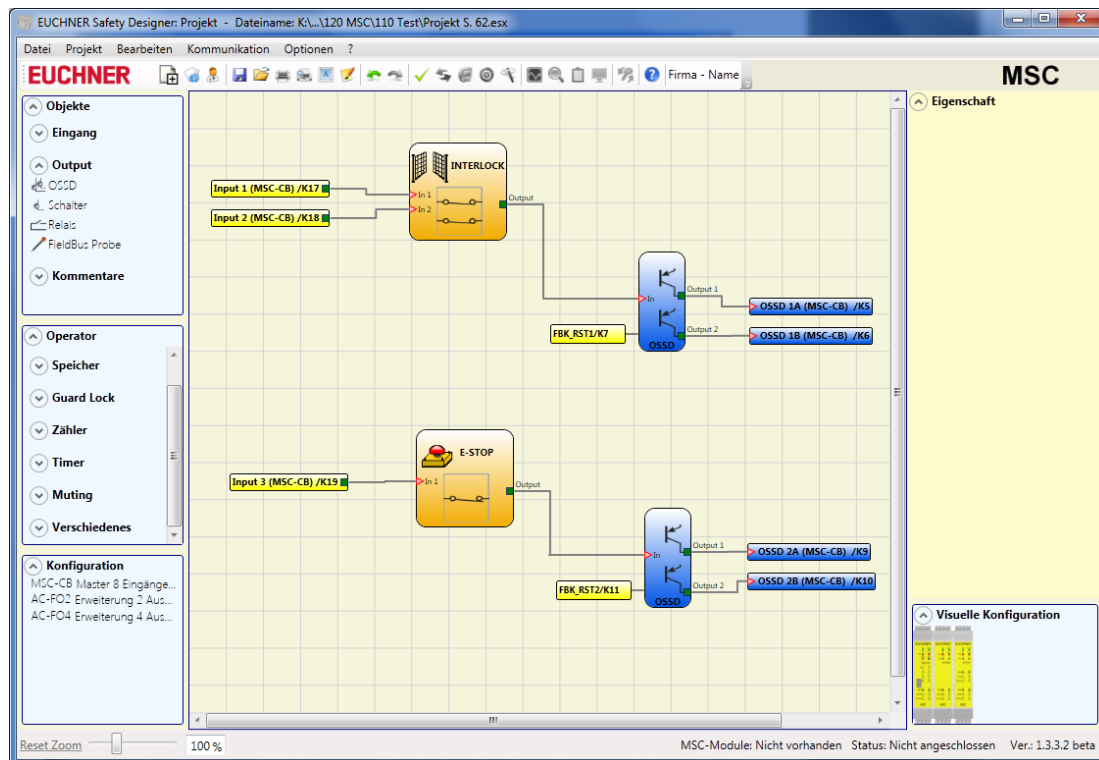 EUCHNER Safety Designer: Projekt - Dateiname: K:\...\120 MSC\110 Test\Projekt S. 62.esx
Datei Projekt Bearbeiten Kommunikation Optionen ?
EUCHNER
Firma - Name
MSC
Objekte
Eingang
Output
OSSD
Schalter
Relais
FieldBus Probe
Kommentare
Operator
Speicher
Guard Lock
Zähler
Timer
Muting
Verschiedenes
Konfiguration
MSC-CB Master 8 Eingänge...
AC-FO2 Erweiterung 2 Aus...
AC-FO4 Erweiterung 4 Aus...
INTERLOCK
Input 1 (MSC-CB) /K17
In 1
Input 2 (MSC-CB) /K18
In 2
Output
Output 1
In
OSSD 1A (MSC-CB) /K5
FBK_RST1/K7
Output 2
OSSD 1B (MSC-CB) /K6
OSSD
E-STOP
Input 3 (MSC-CB) /K19
In 1
Output
Output 1
In
OSSD 2A (MSC-CB) /K9
FBK_RST2/K11
Output 2
OSSD 2B (MSC-CB) /K10
OSSD
Eigenschaft
Visuelle Konfiguration
Reset Zoom
100 %
MSC-Module: Nicht vorhanden Status: Nicht angeschlossen Ver.: 1.3.3.2 beta